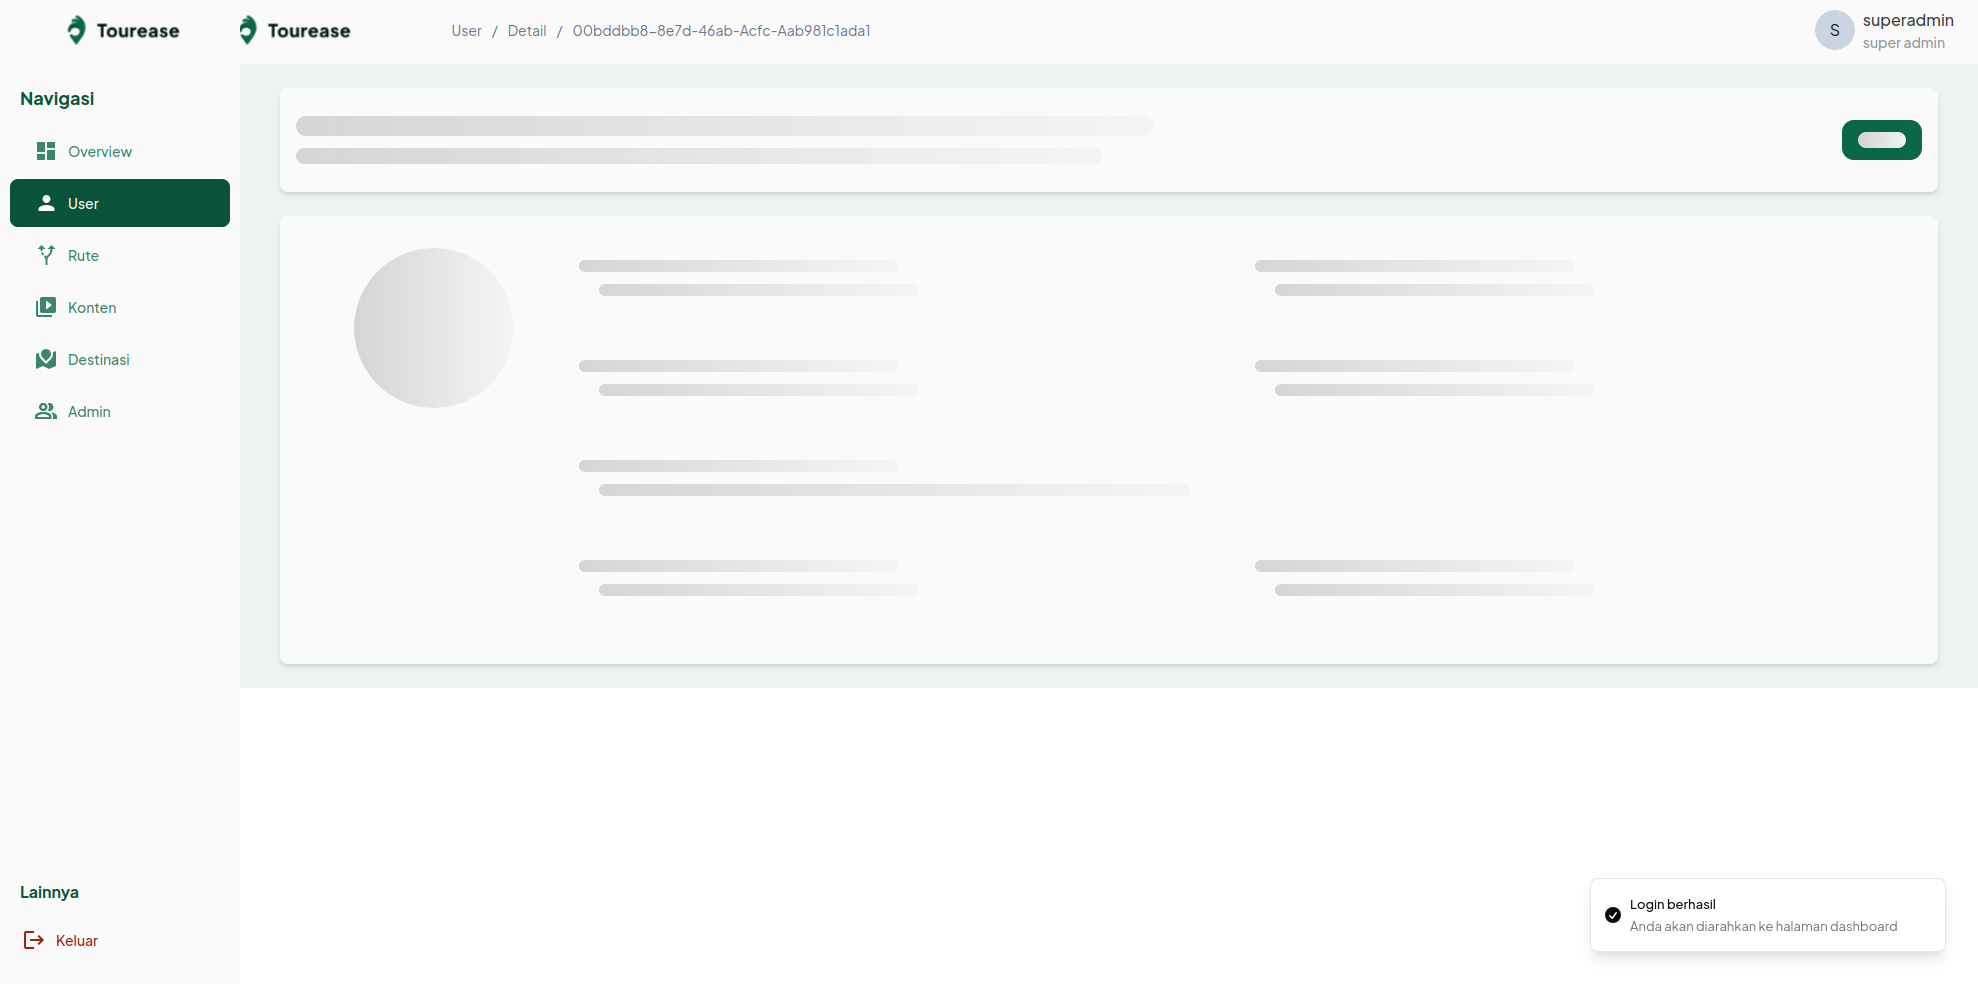 Tourease
Tourease
User / Detail / 00bddbb8-8e7d-46ab-Acfc-Aab981c1ada1
S
superadmin
super admin
Navigasi
Overview
User
Rute
Konten
Destinasi
Admin
Lainnya
Keluar
Login berhasil
Anda akan diarahkan ke halaman dashboard